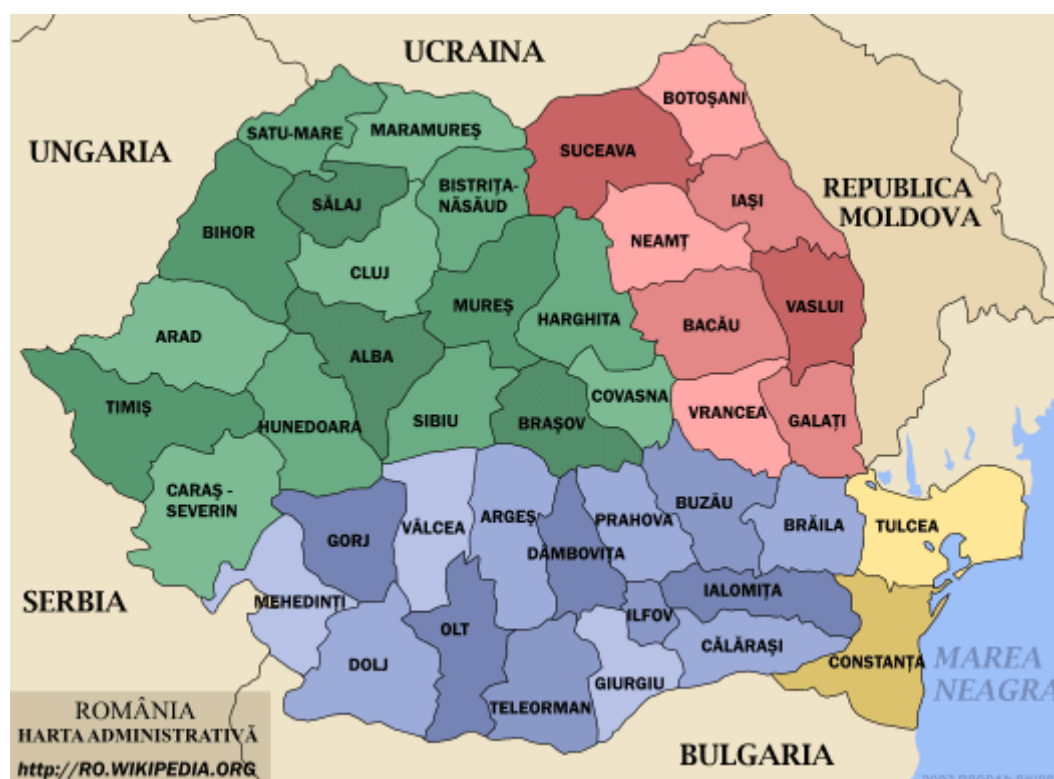 UCRAINA
BOTOȘANI
SATU-MARE
MARAMUREȘ
UNGARIA
SUCEAVA
BISTRIȚA-
NĂSĂUD
REPUBLICA
MOLDOVA
SĂLAJ
IAȘI
BIHOR
NEAMȚ
CLUJ
MUREȘ
VASLUI
HARGHITA
BACĂU
ARAD
ALBA
COVASNA
TIMIȘ
VRANCEA
HUNEDOARA
SIBIU
BRAȘOV
GALAȚI
CARAȘ -
SEVERIN
BUZĂU
ARGEȘ
PRAHOVA
VÂLCEA
BRĂILA
TULCEA
GORJ
DÂMBOVIȚA
IALOMIȚA
SERBIA
MEHEDINȚI
ILFOV
OLT
CĂLĂRAȘI
DOLJ
CONSTANȚA
MAREA
NEAGRA
GIURGIU
TELEORMAN
ROMÂNIA
HARTA ADMINISTRATIVĂ
http://RO.WIKIPEDIA.ORG
BULGARIA